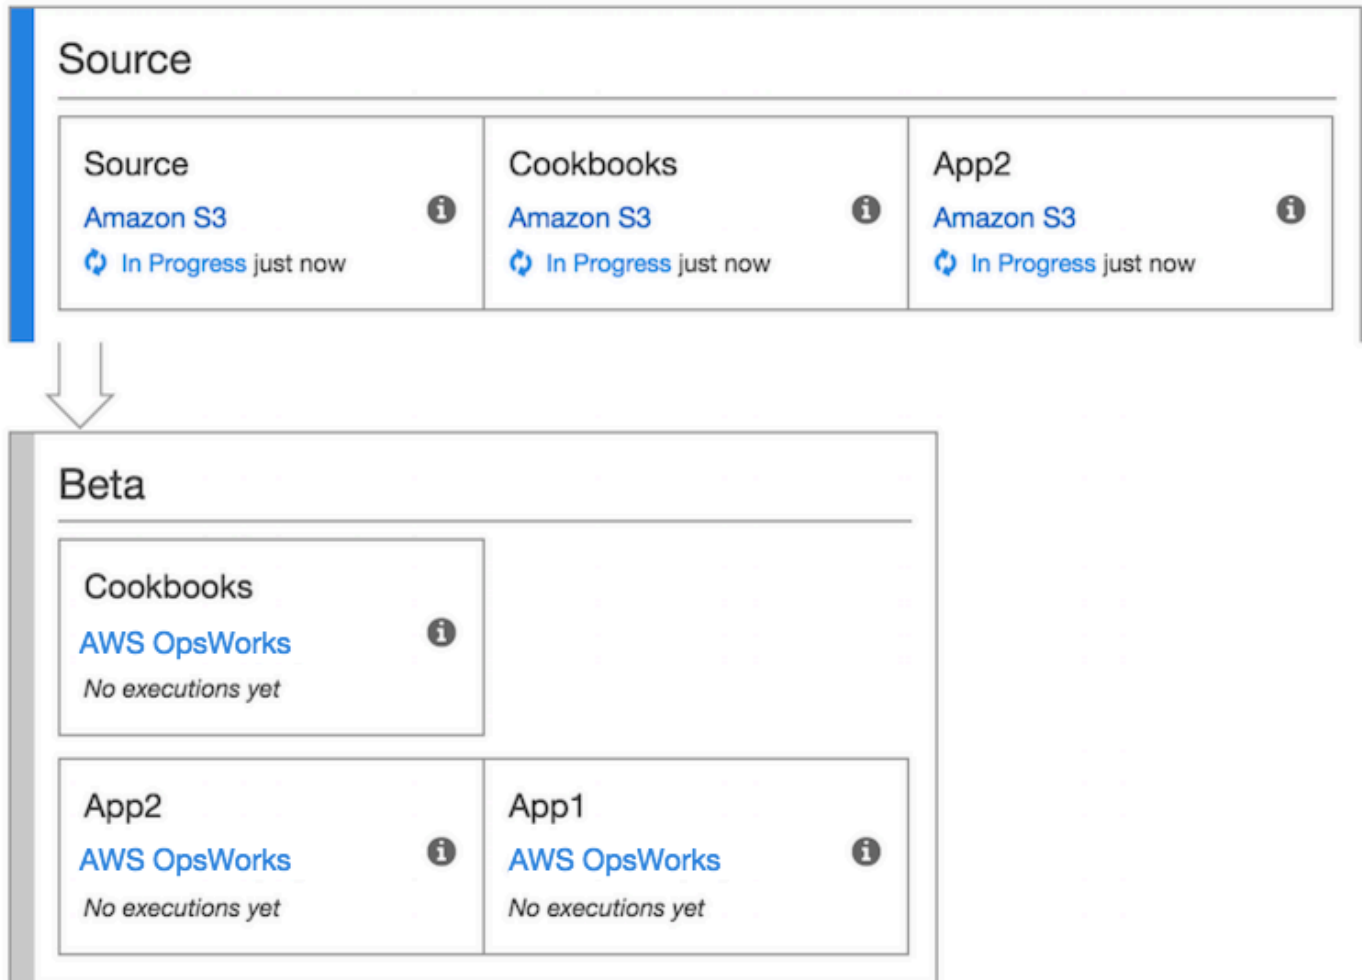 Source
Source
Amazon S3
In Progress just now
Cookbooks
Amazon S3
In Progress just now
App2
Amazon S3
In Progress just now
Beta
Cookbooks
AWS OpsWorks
No executions yet
App2
AWS OpsWorks
No executions yet
App1
AWS OpsWorks
No executions yet